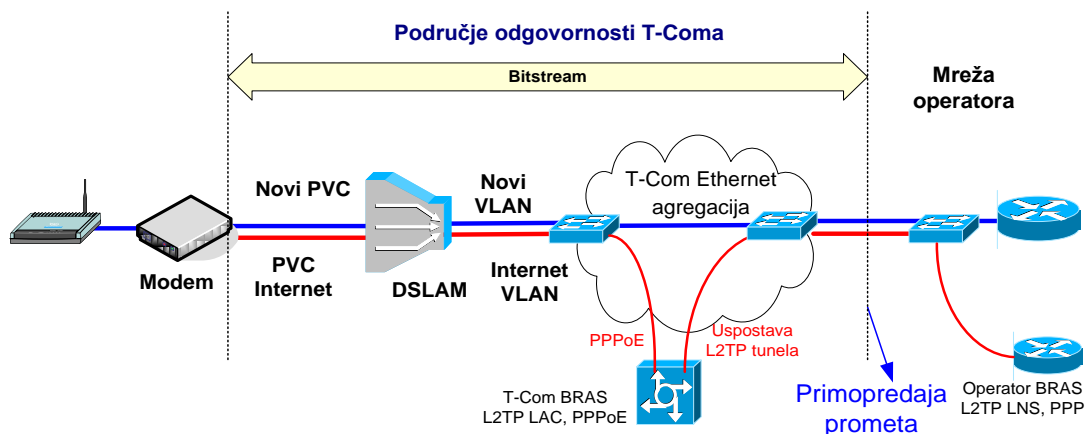 Područje odgovornosti T-Coma
Bitstream
Mreža
operatora
Novi PVC
Novi
VLAN
T-Com Ethernet
agregacija
Modem
PVC
Internet
DSLAM
Internet
VLAN
PPPoE
Uspostava
L2TP tunela
T-Com BRAS
L2TP LAC, PPPoE
Primopredaja
prometa
Operator BRAS
L2TP LNS, PPP